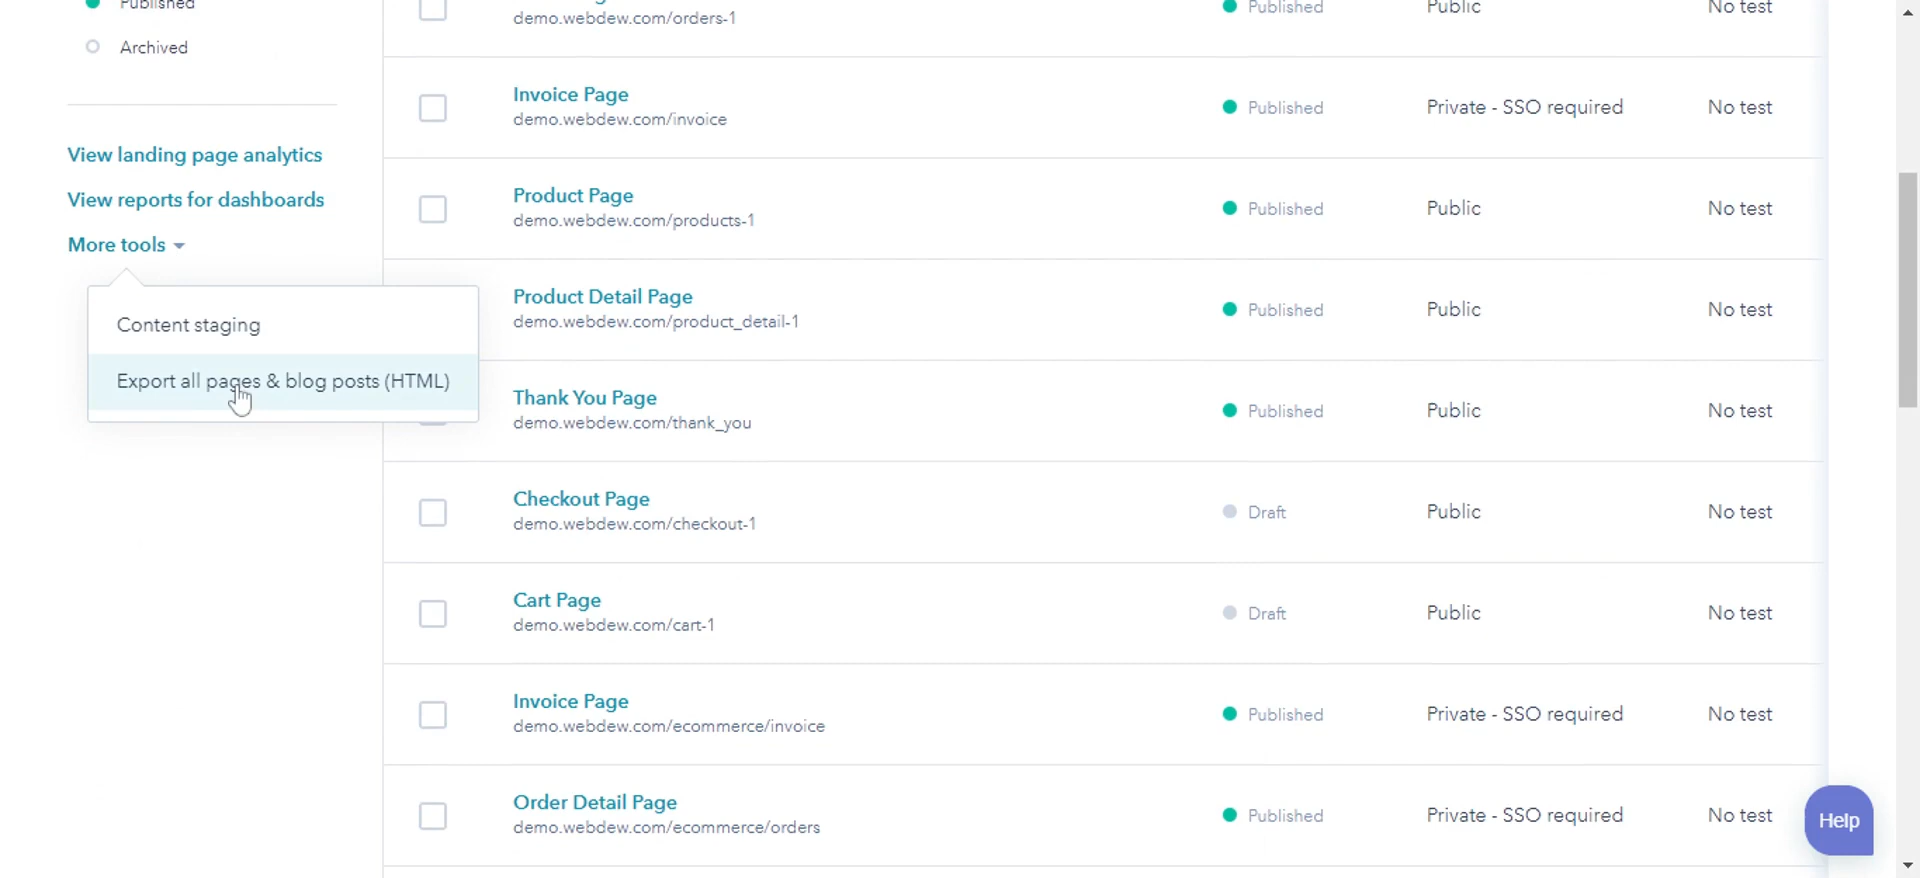 Published
Archived
View landing page analytics
View reports for dashboards
More tools
Content staging
Export all pages & blog posts (HTML)
demo.webdew.com/orders-1
Published
Public
No test
Invoice Page
demo.webdew.com/invoice
Published
Private - SSO required
No test
Product Page
demo.webdew.com/products-1
Published
Public
No test
Product Detail Page
demo.webdew.com/product_detail-1
Published
Public
No test
Thank You Page
demo.webdew.com/thank_you
Published
Public
No test
Checkout Page
demo.webdew.com/checkout-1
Draft
Public
No test
Cart Page
demo.webdew.com/cart-1
Draft
Public
No test
Invoice Page
demo.webdew.com/ecommerce/invoice
Published
Private - SSO required
No test
Order Detail Page
demo.webdew.com/ecommerce/orders
Published
Private - SSO required
No test
Help